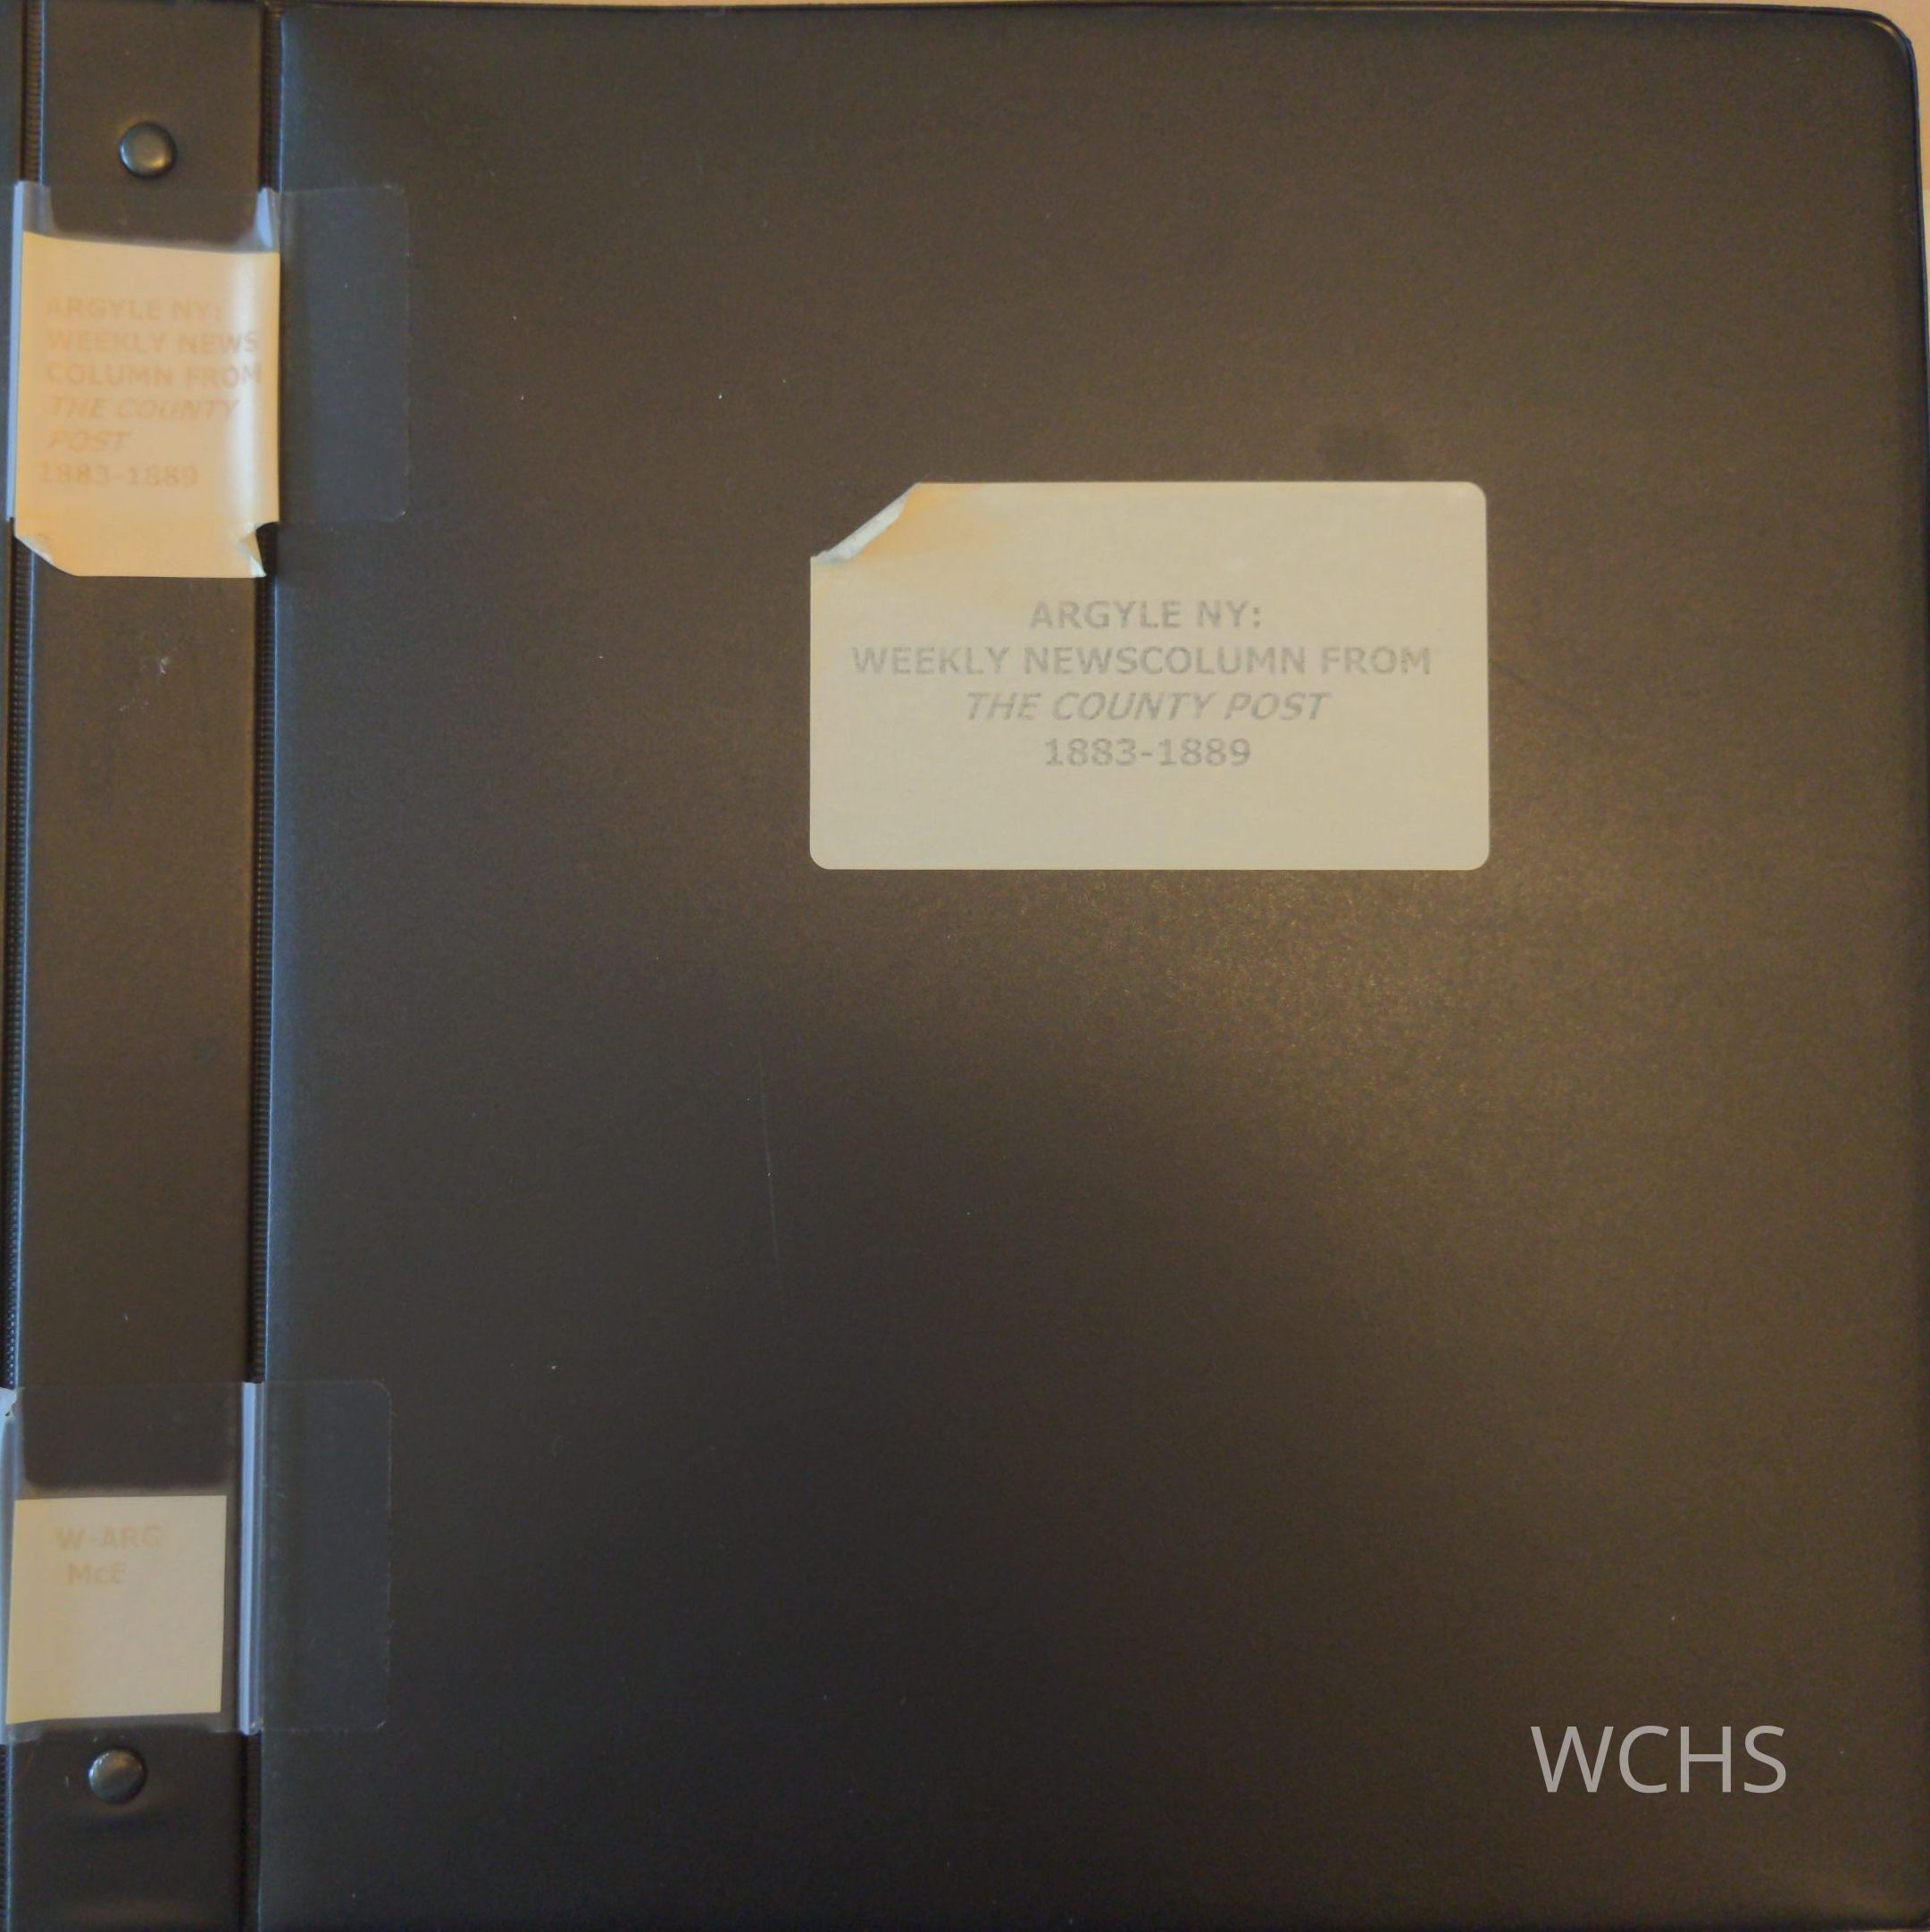 ARGYLE NY:
WEEKLY NEWS
COLUMN FROM
THE COUNTY
POST
1883-1889
ARGYLE NY:
WEEKLY NEWSCOLUMN FROM
THE COUNTY POST
1883-1889
W-ARG
McE
WCHS